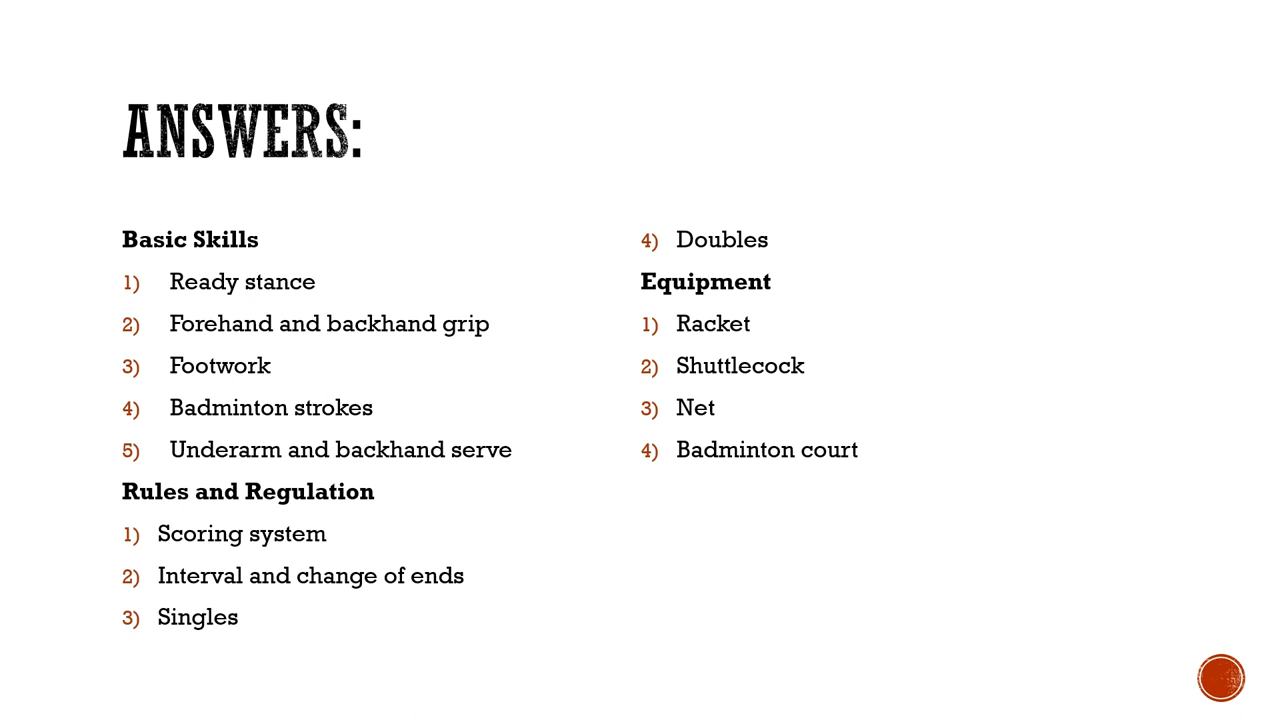 ANSWERS:
Basic Skills
1) Ready stance
2) Forehand and backhand grip
3) Footwork
4) Badminton strokes
5) Underarm and backhand serve
Rules and Regulation
1) Scoring system
2) Interval and change of ends
3) Singles
4) Doubles
Equipment
1) Racket
2) Shuttlecock
3) Net
4) Badminton court